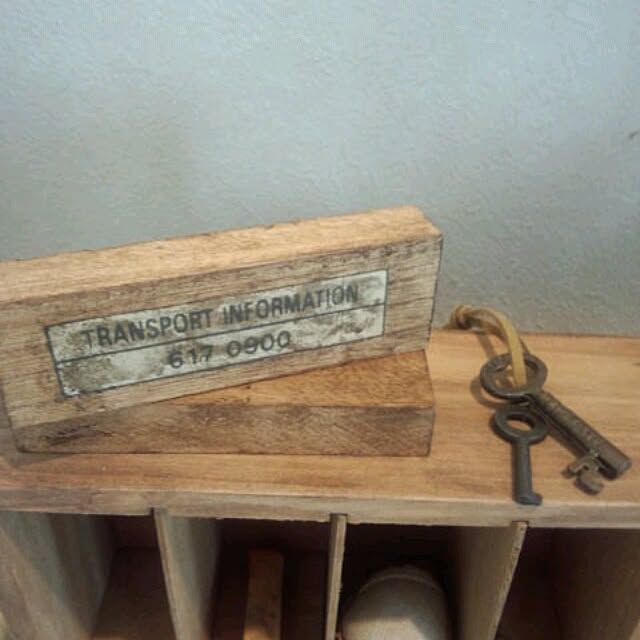 TRANSPORT INFORMATION
617 0900